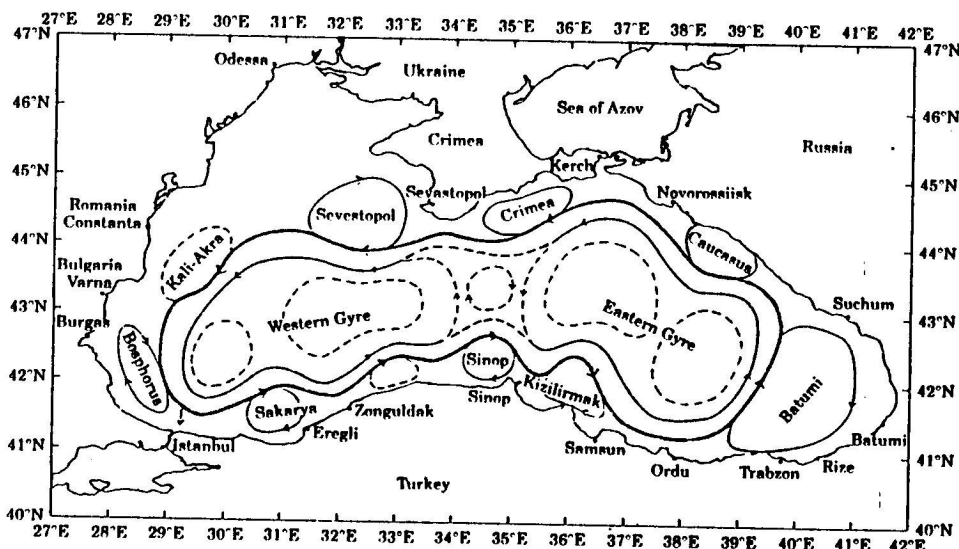 27°E 28°E 29°E 30°E 31°E 32°E 33°E 34°E 35°E 36°E 37°E 38°E 39°E 40°E 41°E
47°N 47°N
Odessa
Ukraine
46°N 46°N
Sea of Azov
Crimea
Russia
Kerch
45°N 45°N
Sevastopol
Novorossiisk
Romania
Constanta
Sevestopol
Crimea
44°N 44°N
Kali-Akra
Caucasus
Bulgaria
Varna
Suchum
43°N 43°N
Burgas
Western Gyre
Eastern Gyre
Bosphorus
42°N 42°N
Sinop
Kizilirmak
Sinop
Sakarya
Zonguldak
Batumi
Eregli
Batumi
41°N 41°N
Istanbul
Samsun
Ordu
Trabzon
Rize
Turkey
40°N 40°N
27°E 28°E 29°E 30°E 31°E 32°E 33°E 34°E 35°E 36°E 37°E 38°E 39°E 40°E 41°E 42°E